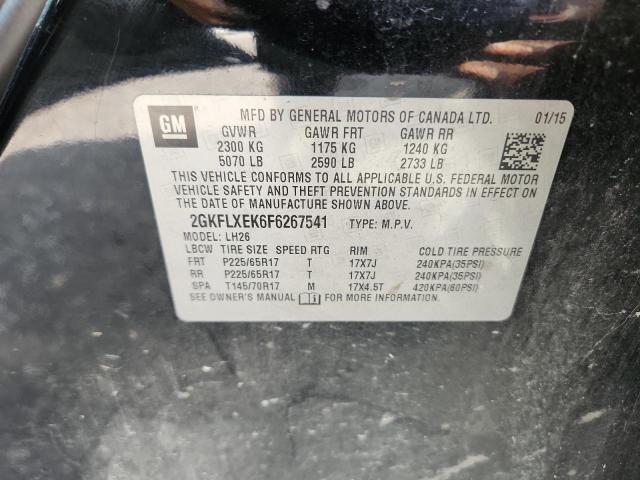 GM
MFD BY GENERAL MOTORS OF CANADA LTD. 01/15
GVWR GAWR FRT GAWR RR
2300 KG 1175 KG 1240 KG
5070 LB 2590 LB 2733 LB
THIS VEHICLE CONFORMS TO ALL APPLICABLE U.S. FEDERAL MOTOR
VEHICLE SAFETY AND THEFT PREVENTION STANDARDS IN EFFECT ON
THE DATE OF MANUFACTURE SHOWN ABOVE.
2GKFLXEK6F6267541 TYPE: M.P.V.
MODEL: LH26
LBCW TIRE SIZE SPEED RTG RIM COLD TIRE PRESSURE
FRT P225/65R17 T 17X7J 240KPA(35PSI)
RR P225/65R17 T 17X7J 240KPA(35PSI)
SPA T145/70R17 M 17X4.5T 420KPA(60PSI)
SEE OWNER'S MANUAL FOR MORE INFORMATION.